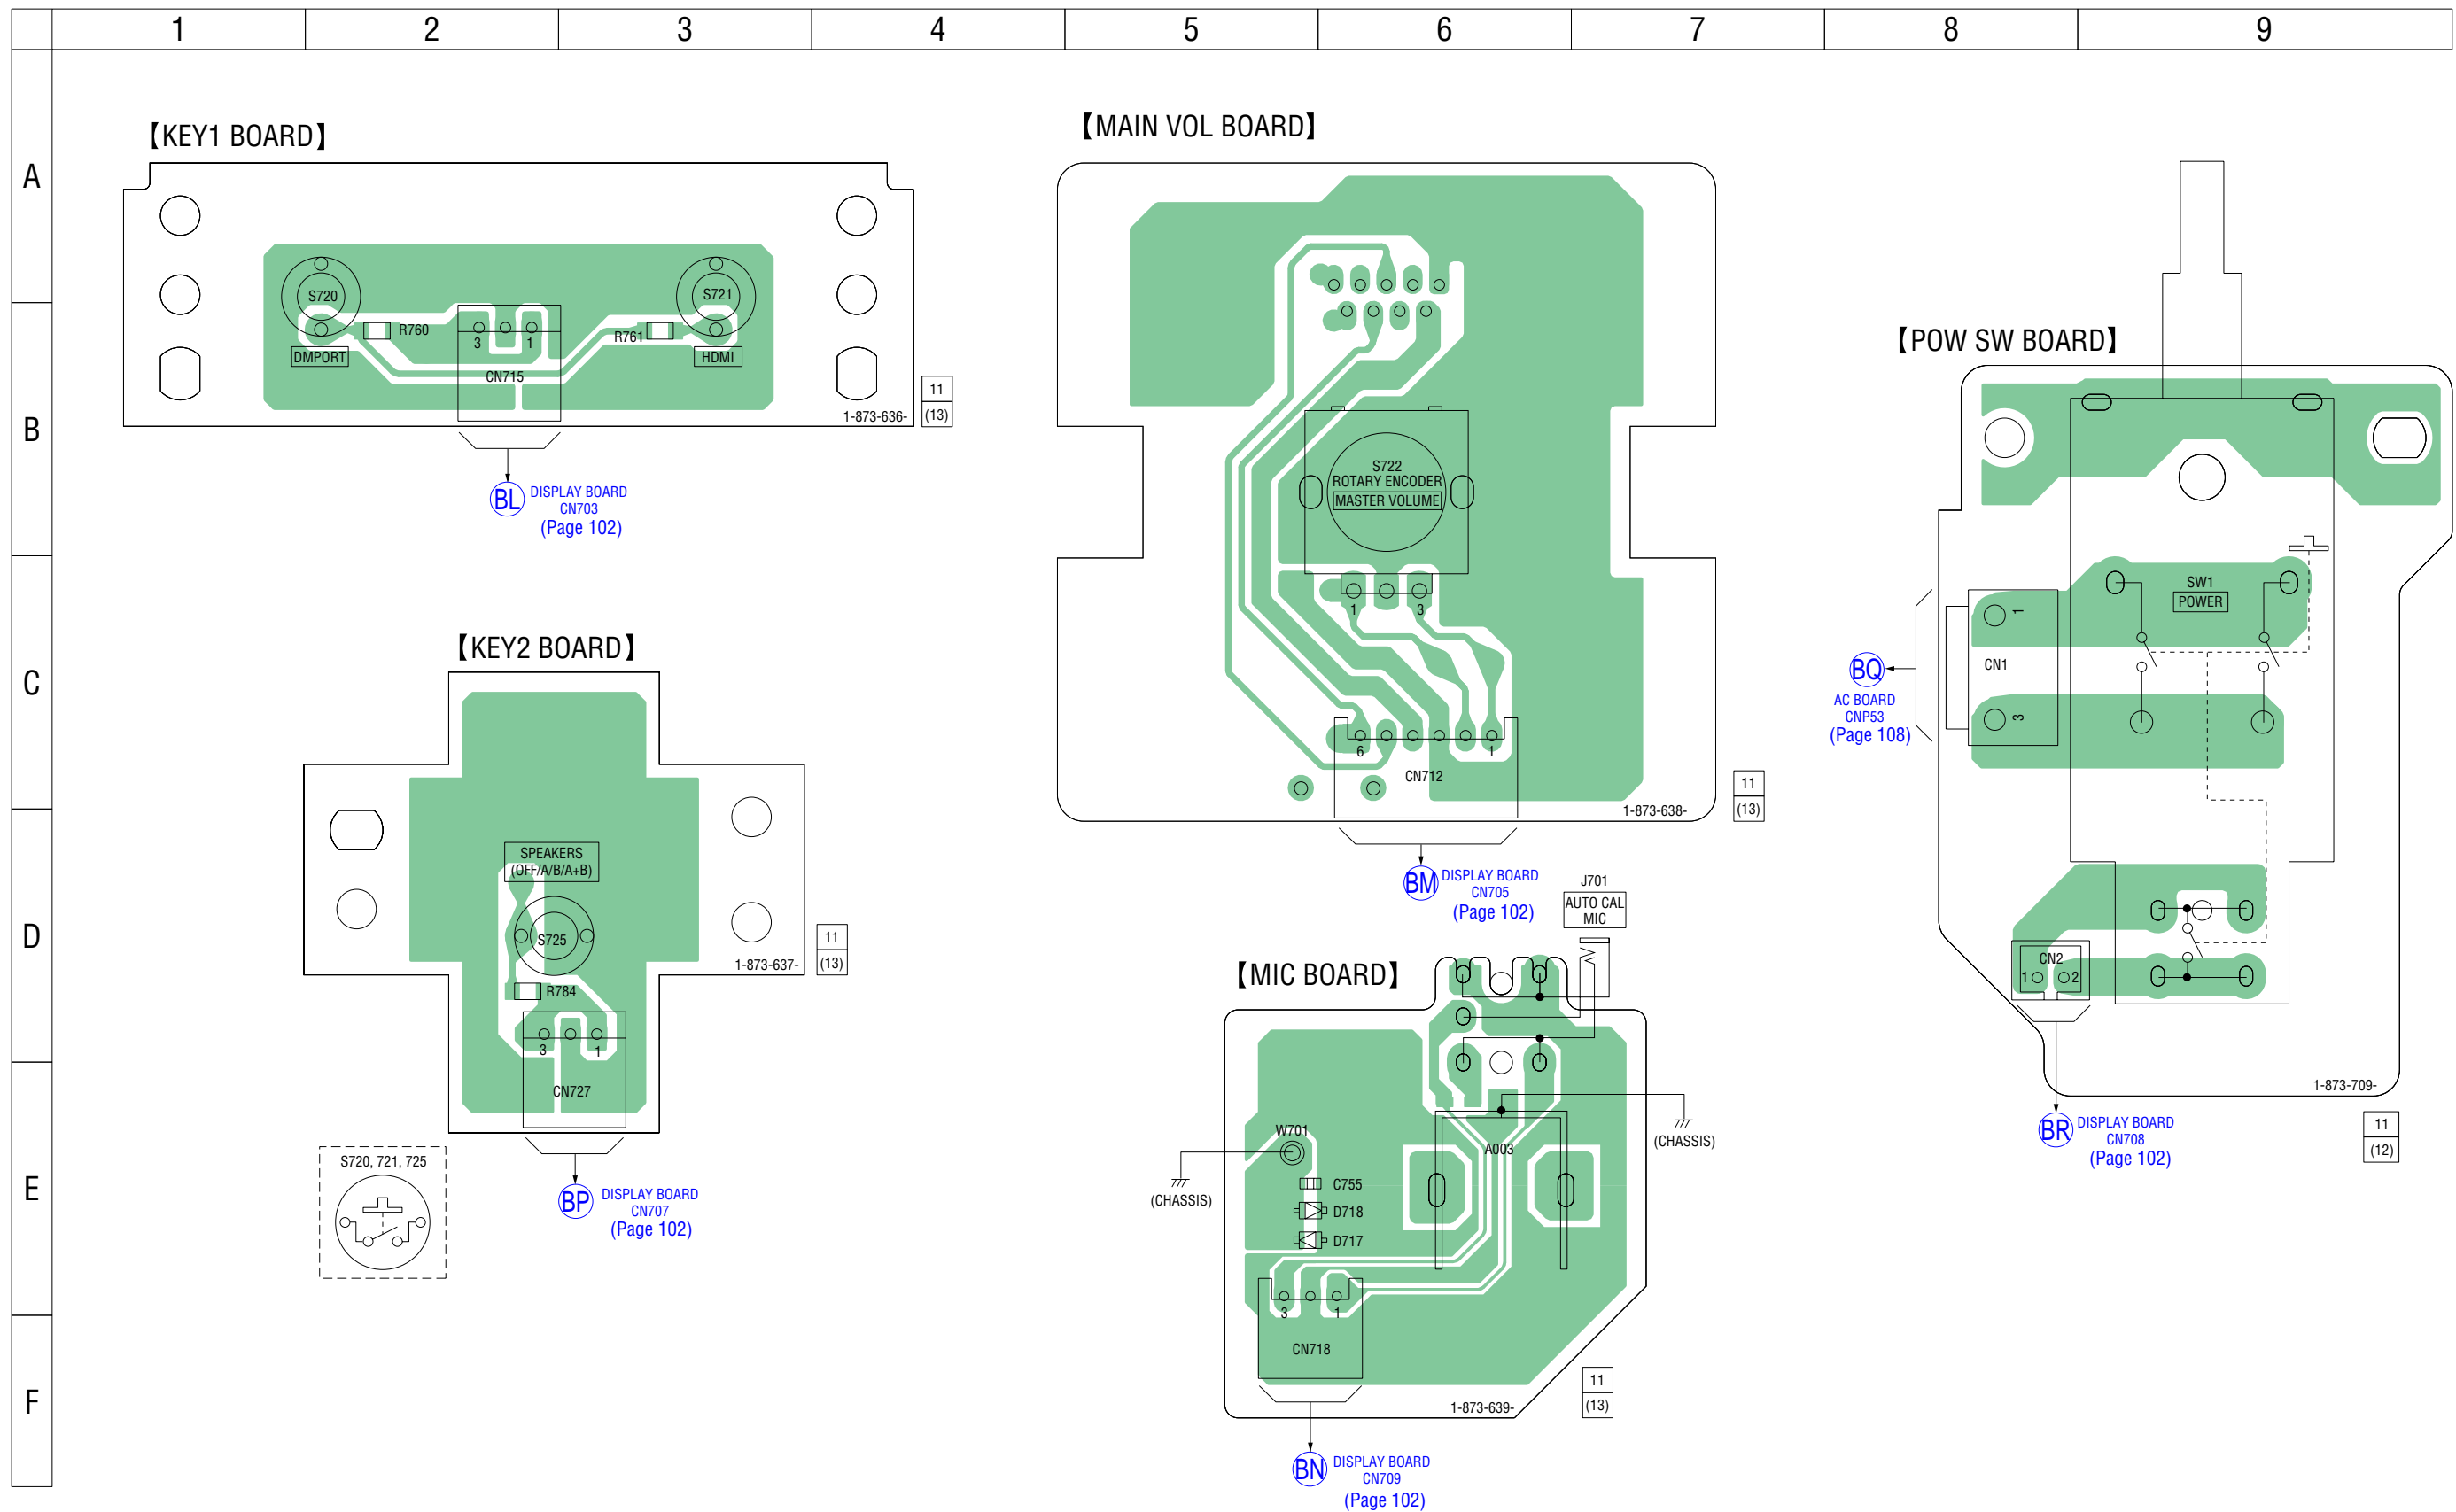 1 2 3 4 5 6 7 8 9
A
B
C
D
E
F
【KEY1 BOARD】
S720
S721
R760
R761
DMPORT
3 1
HDMI
CN715
1-873-636-
11
(13)
BL
DISPLAY BOARD
CN703
(Page 102)
【MAIN VOL BOARD】
S722
ROTARY ENCODER
MASTER VOLUME
1 3
6 1
CN712
1-873-638-
11
(13)
BM
DISPLAY BOARD
CN705
(Page 102)
【POW SW BOARD】
SW1
POWER
1
CN1
3
BQ
AC BOARD
CNP53
(Page 108)
CN2
1 2
1-873-709-
11
(12)
BR
DISPLAY BOARD
CN708
(Page 102)
【KEY2 BOARD】
SPEAKERS
(OFF/A/B/A+B)
S725
1-873-637-
11
(13)
R784
3 1
CN727
BP
DISPLAY BOARD
CN707
(Page 102)
S720, 721, 725
【MIC BOARD】
J701
AUTO CAL
MIC
W701
A003
(CHASSIS)
(CHASSIS)
C755
D718
D717
3 1
CN718
1-873-639-
11
(13)
BN
DISPLAY BOARD
CN709
(Page 102)